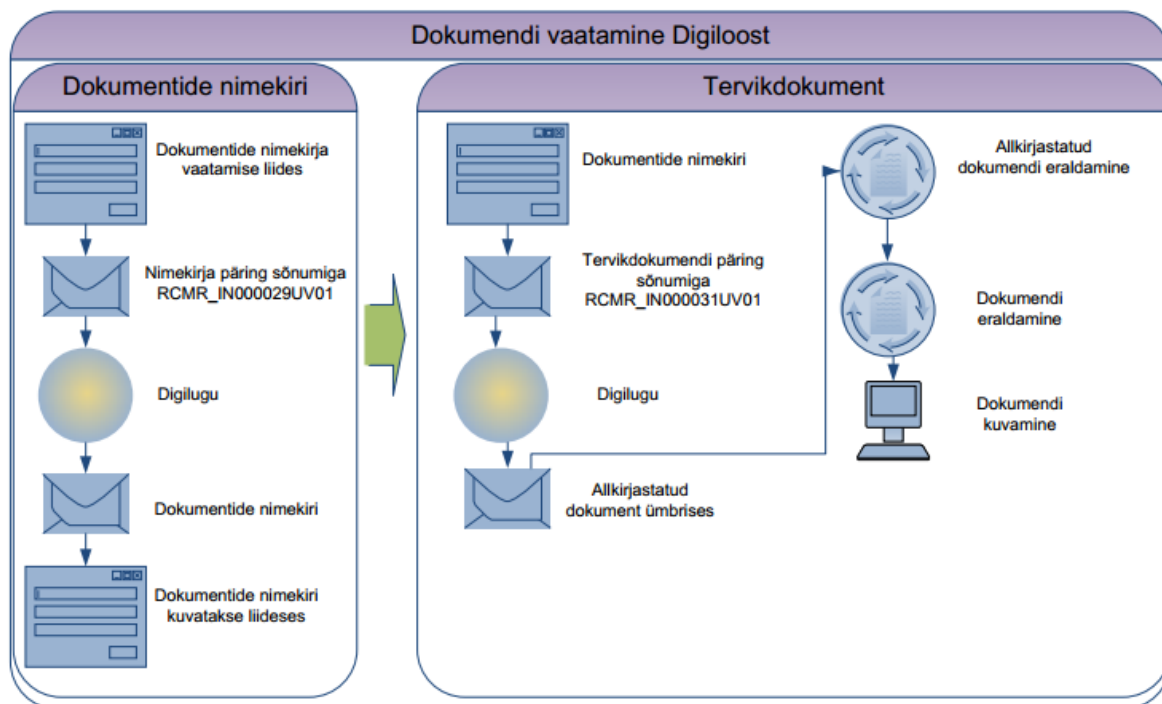 Dokumendi vaatamine Digiloost
Dokumentide nimekiri
Dokumentide nimekirja
vaatamise liides
Nimekirja päring sõnumiga
RCMR_IN000029UV01
Digilugu
Dokumentide nimekiri
Dokumentide nimekiri
kuvatakse liideses
Tervikdokument
Dokumentide nimekiri
Tervikdokumendi päring
sõnumiga
RCMR_IN000031UV01
Digilugu
Allkirjastatud
dokument ümbrises
Allkirjastatud
dokumendi eraldamine
Dokumendi
eraldamine
Dokumendi
kuvamine